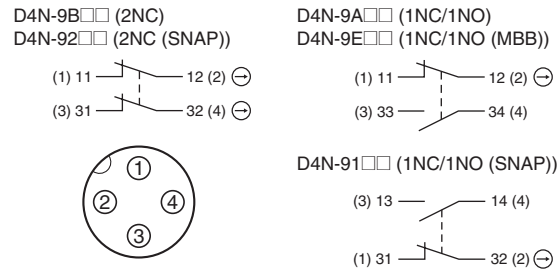 D4N-9B□□ (2NC)
D4N-92□□ (2NC (SNAP))
(1) 11 12 (2)
(3) 31 32 (4)
1
2 4
3
D4N-9A□□ (1NC/1NO)
D4N-9E□□ (1NC/1NO (MBB))
(1) 11 12 (2)
(3) 33 34 (4)
D4N-91□□ (1NC/1NO (SNAP))
(3) 13 14 (4)
(1) 31 32 (2)